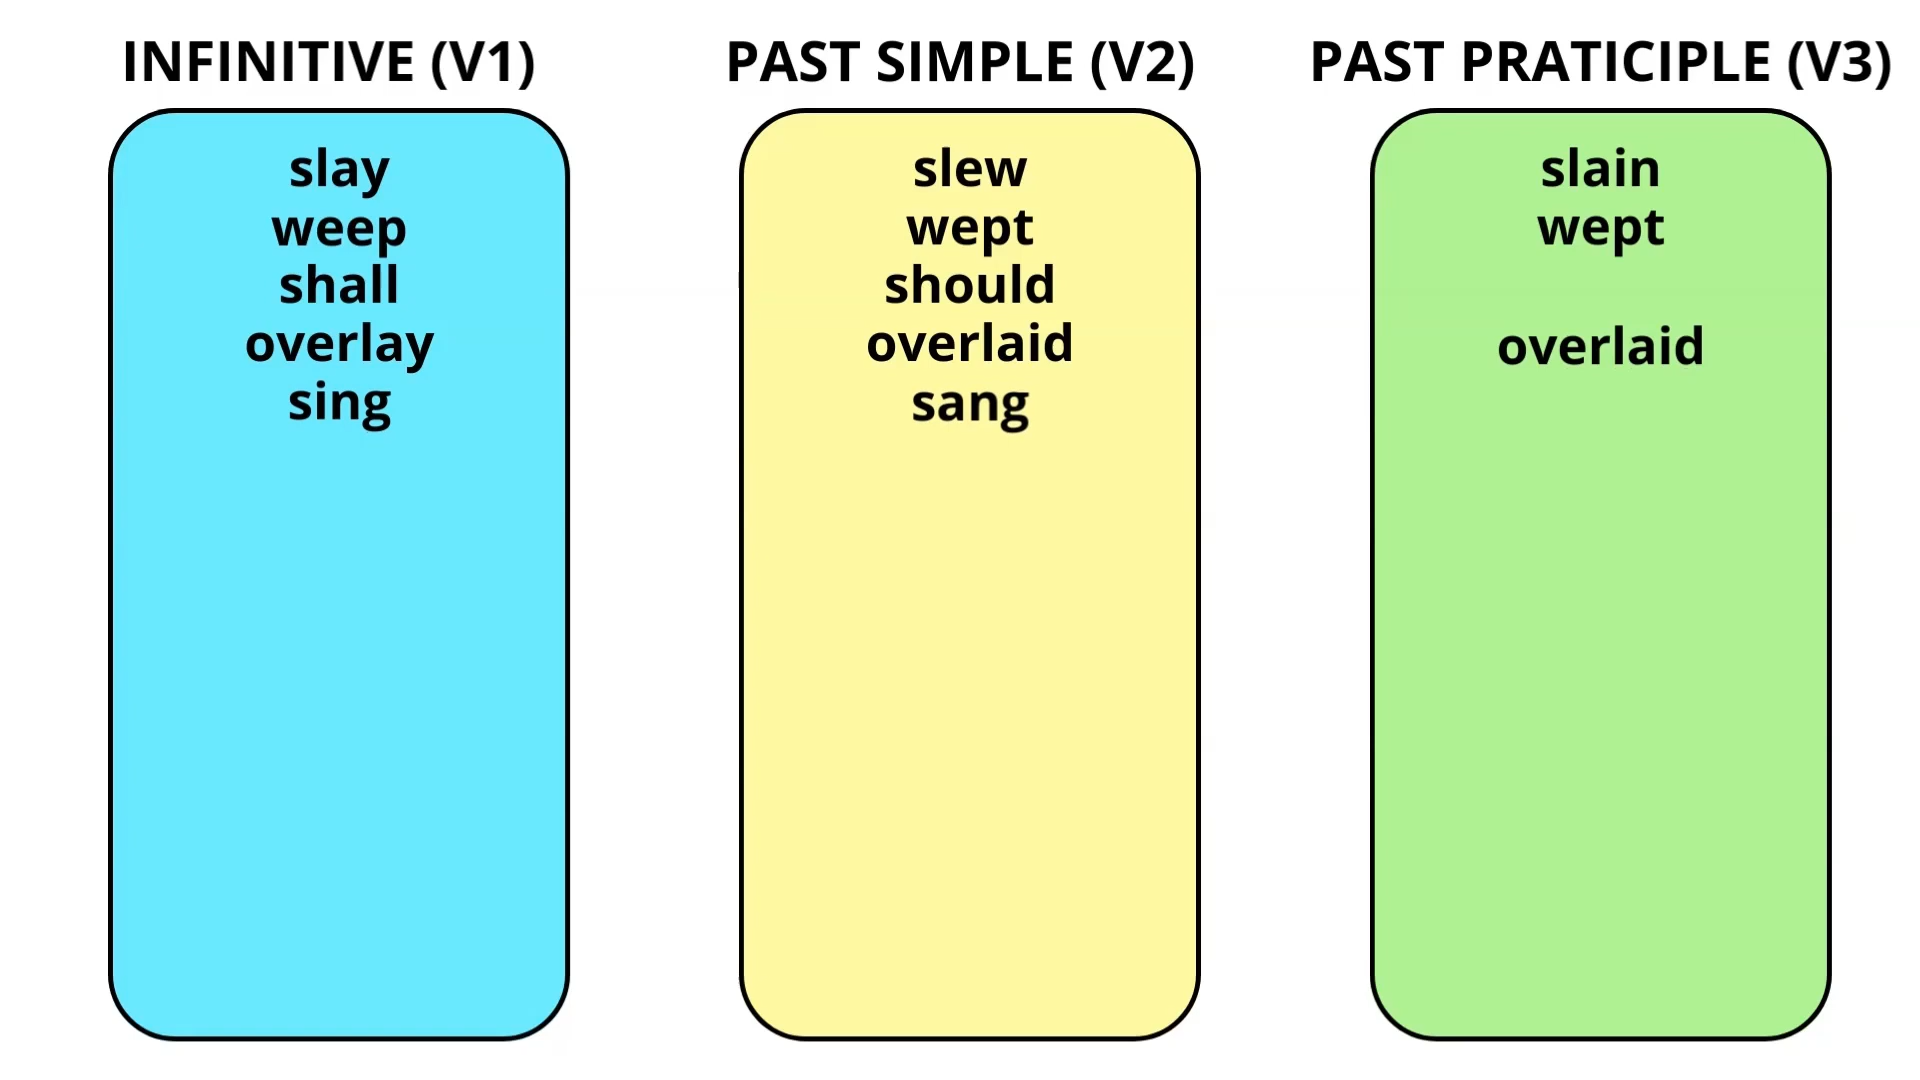 INFINITIVE (V1)
slay
weep
shall
overlay
sing
PAST SIMPLE (V2)
slew
wept
should
overlaid
sang
PAST PRATICIPLE (V3)
slain
wept
overlaid